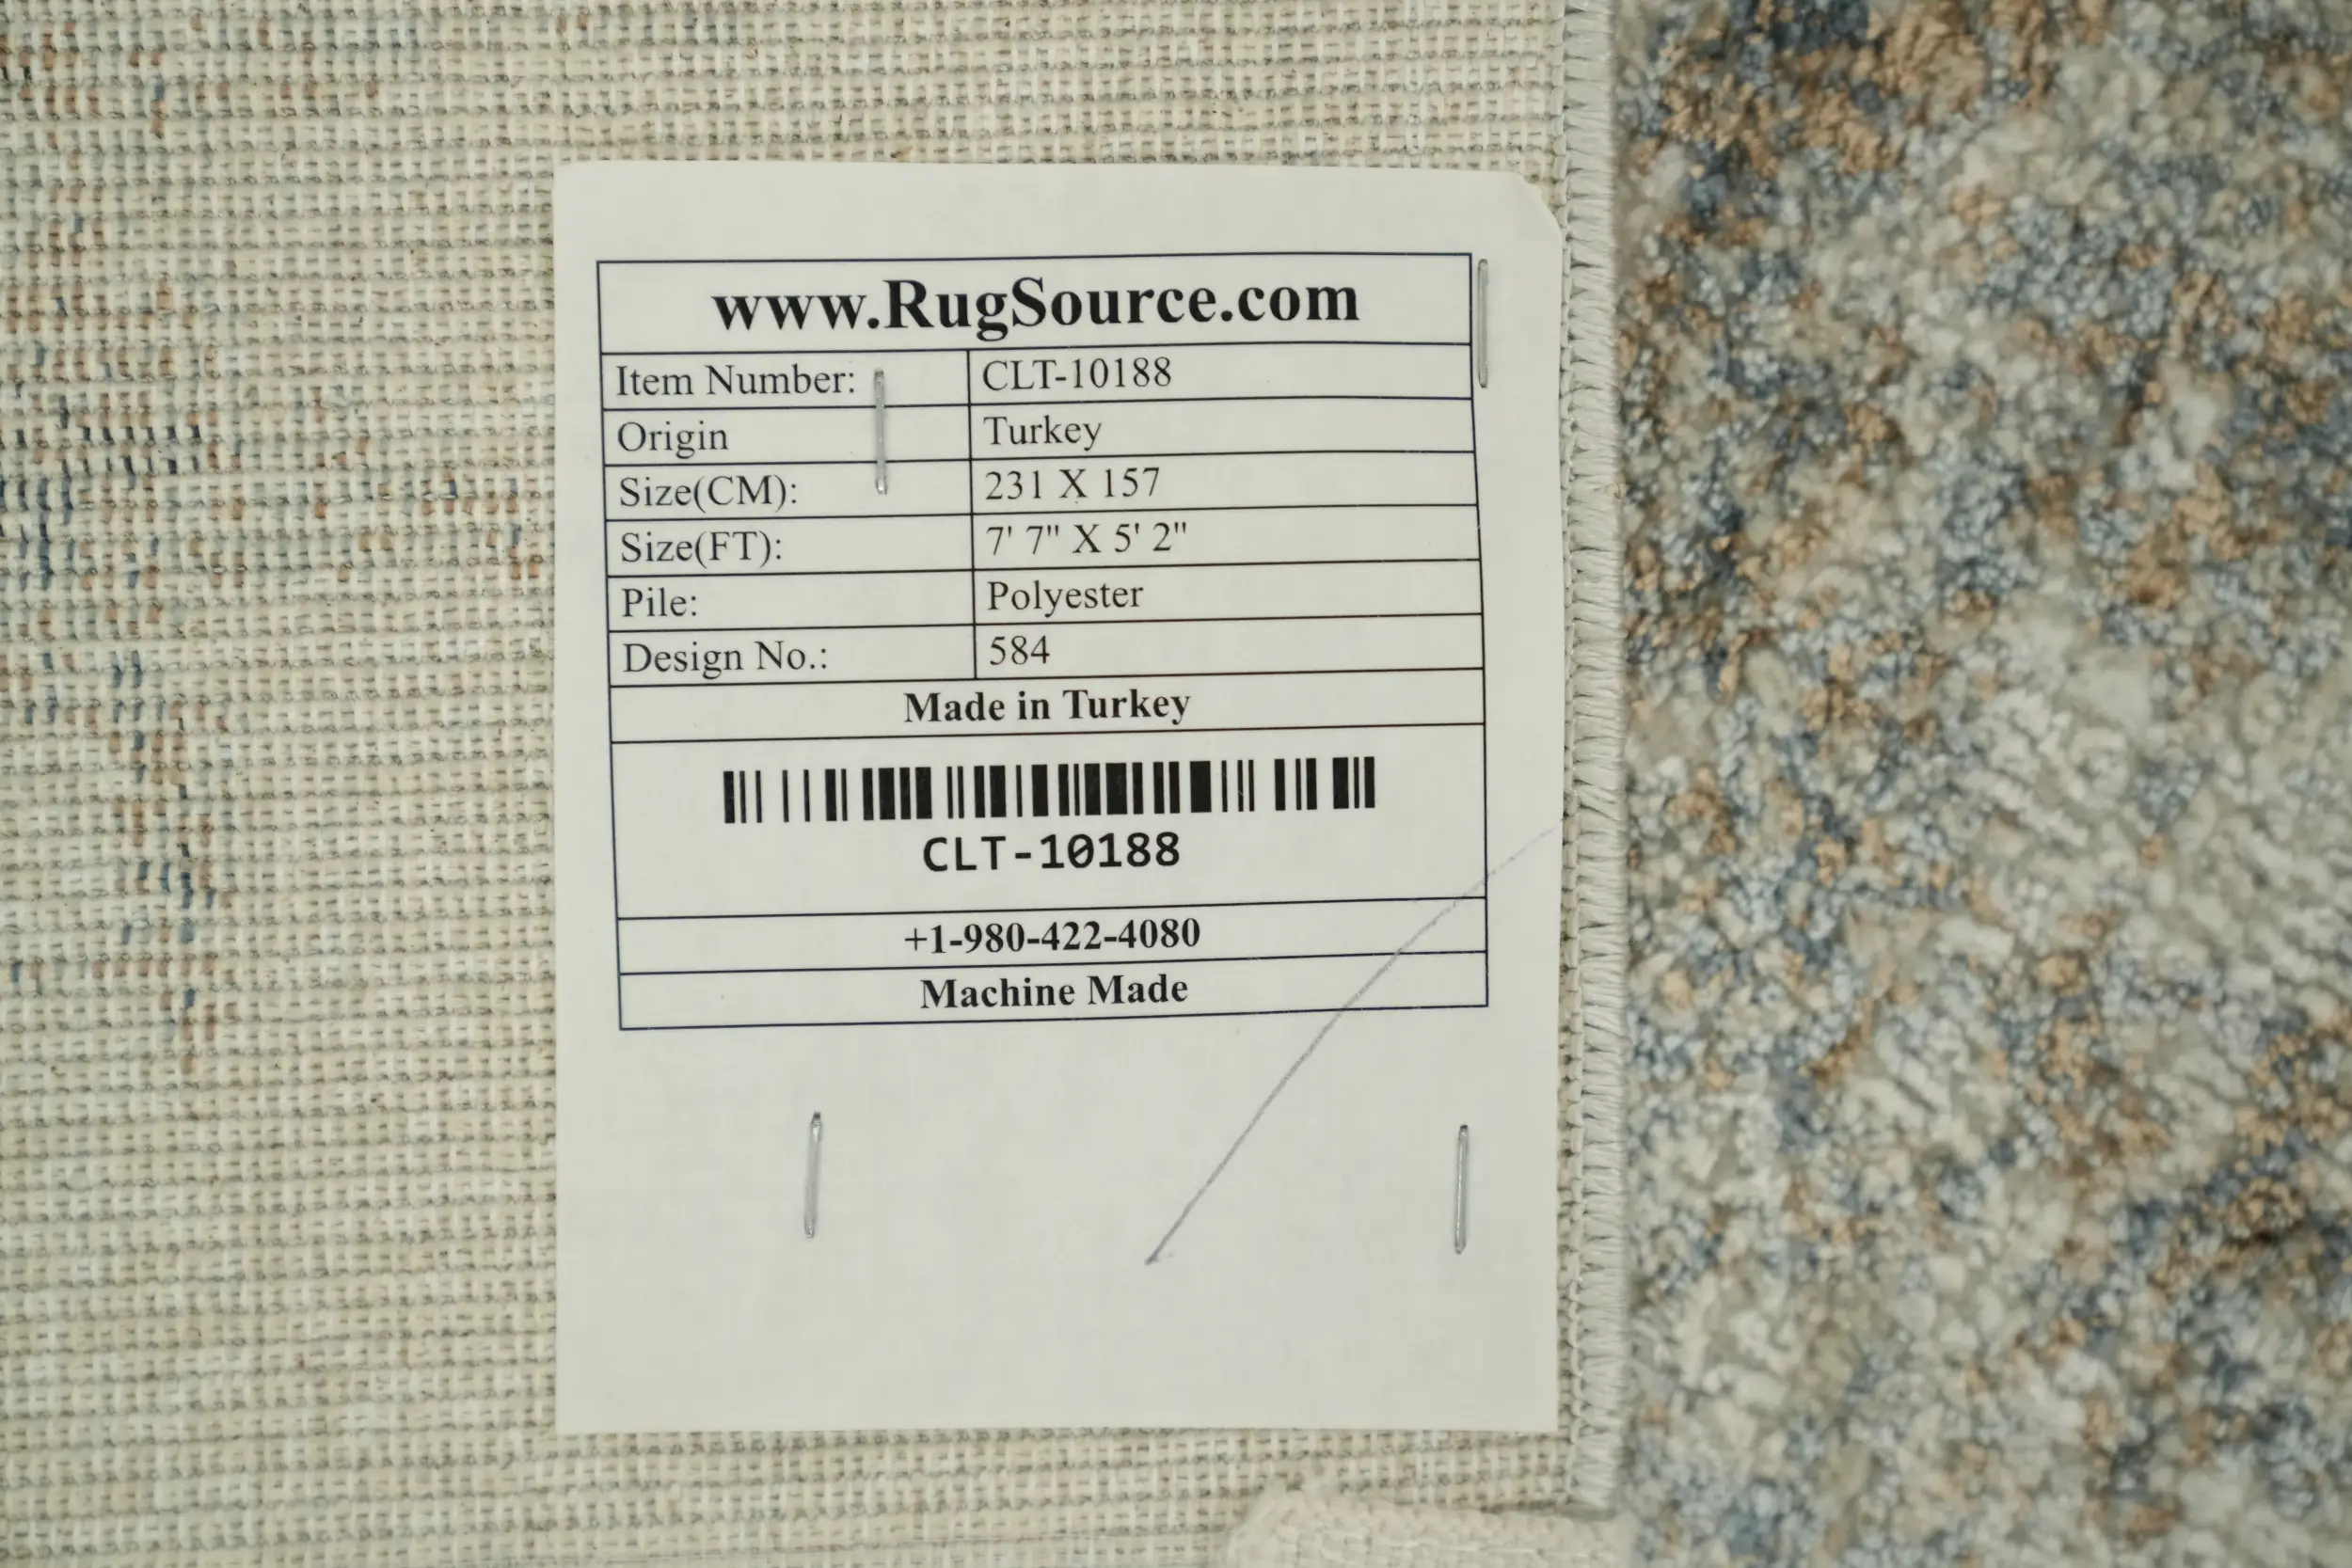 www.RugSource.com
Item Number: CLT-10188
Origin Turkey
Size(CM): 231 X 157
Size(FT): 7' 7" X 5' 2"
Pile: Polyester
Design No.: 584
Made in Turkey
CLT-10188
+1-980-422-4080
Machine Made